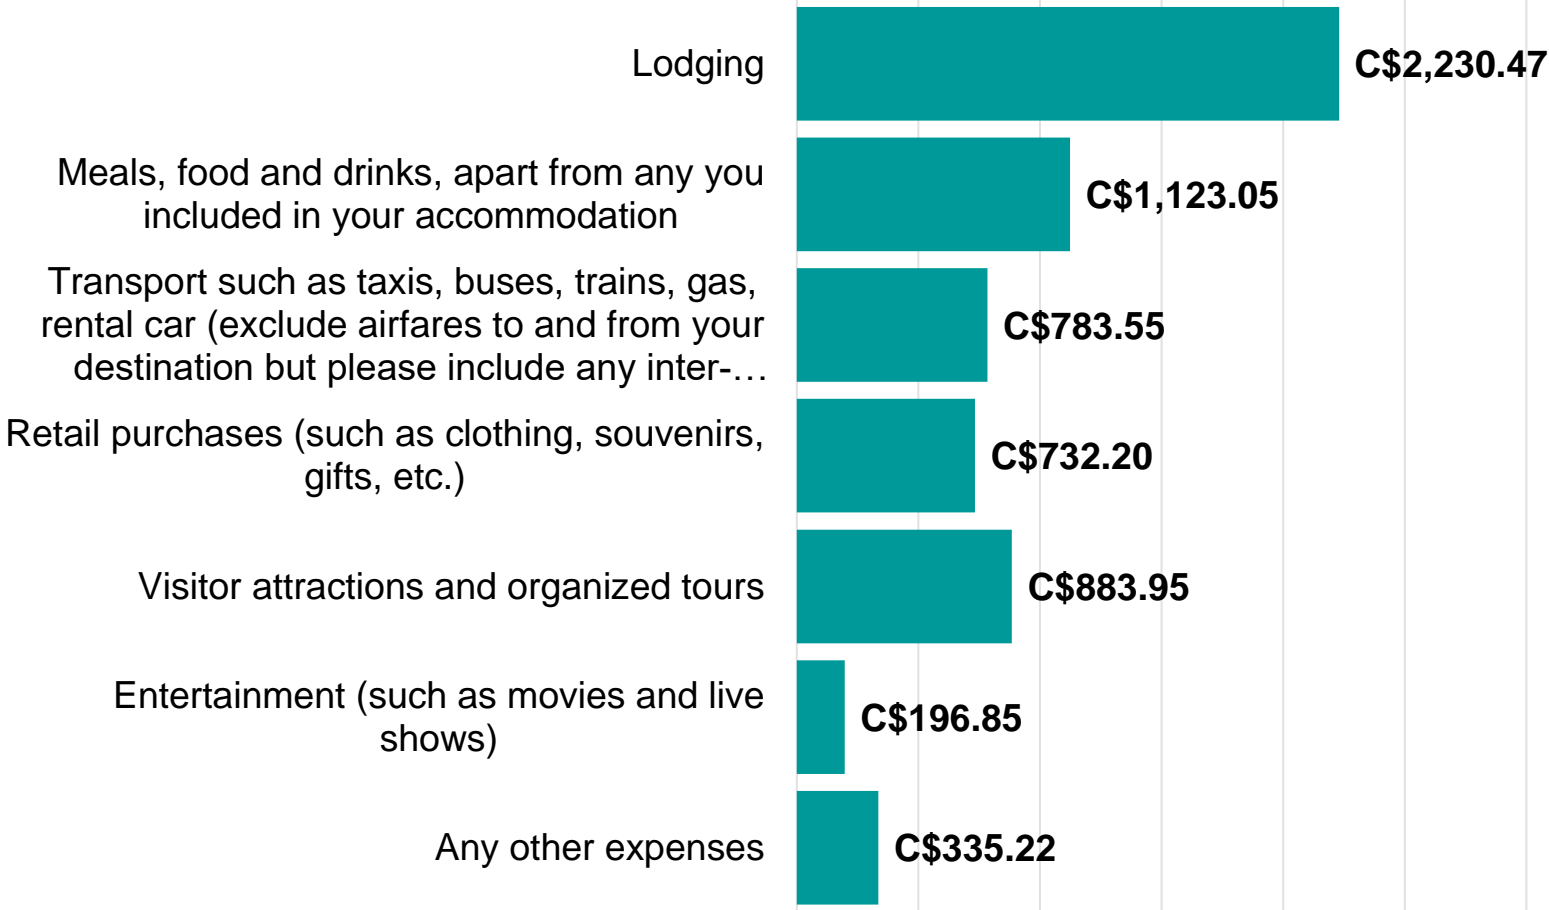 Lodging
C$2,230.47
Meals, food and drinks, apart from any you
included in your accommodation
C$1,123.05
Transport such as taxis, buses, trains, gas,
rental car (exclude airfares to and from your
destination but please include any inter-…
C$783.55
Retail purchases (such as clothing, souvenirs,
gifts, etc.)
C$732.20
Visitor attractions and organized tours
C$883.95
Entertainment (such as movies and live
shows)
C$196.85
Any other expenses
C$335.22